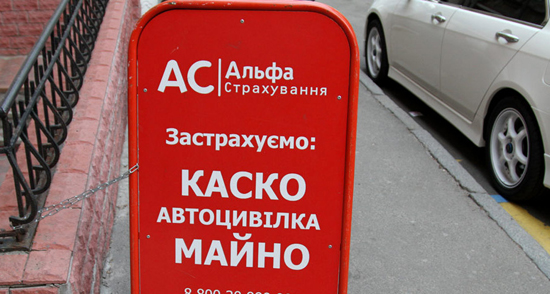 АС Альфа
Страхування
Застрахуємо:
КАСКО
АВТОЦИВІЛКА
МАЙНО